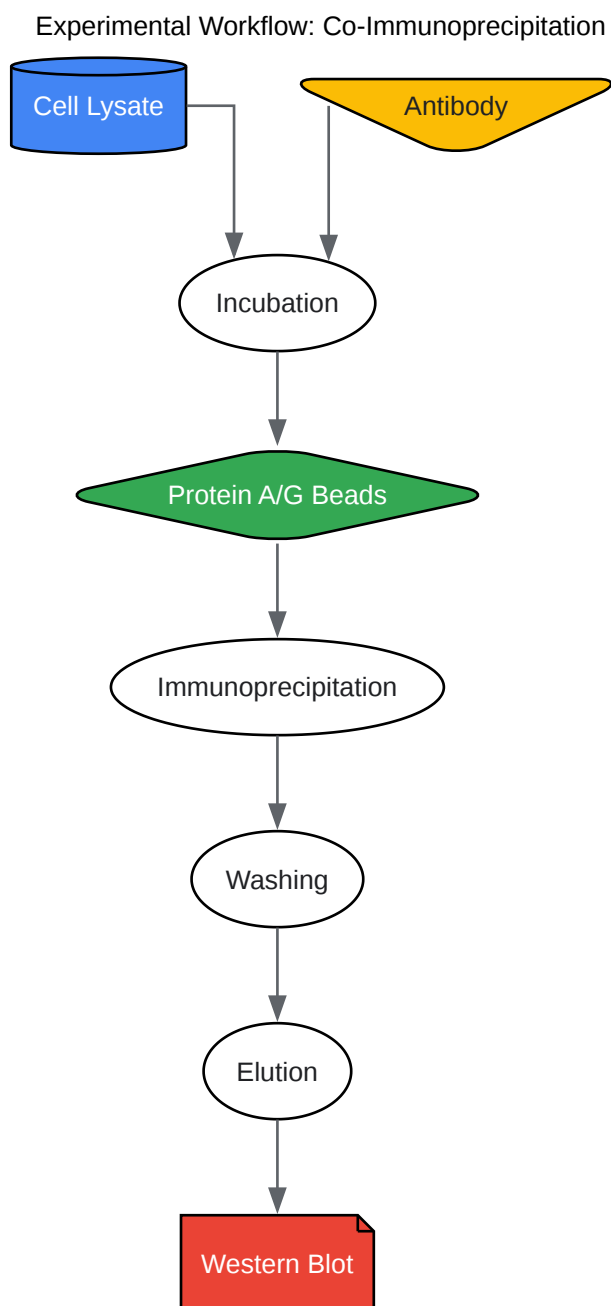 Experimental Workflow: Co-Immunoprecipitation
Cell Lysate
Antibody
Incubation
Protein A/G Beads
Immunoprecipitation
Washing
Elution
Western Blot